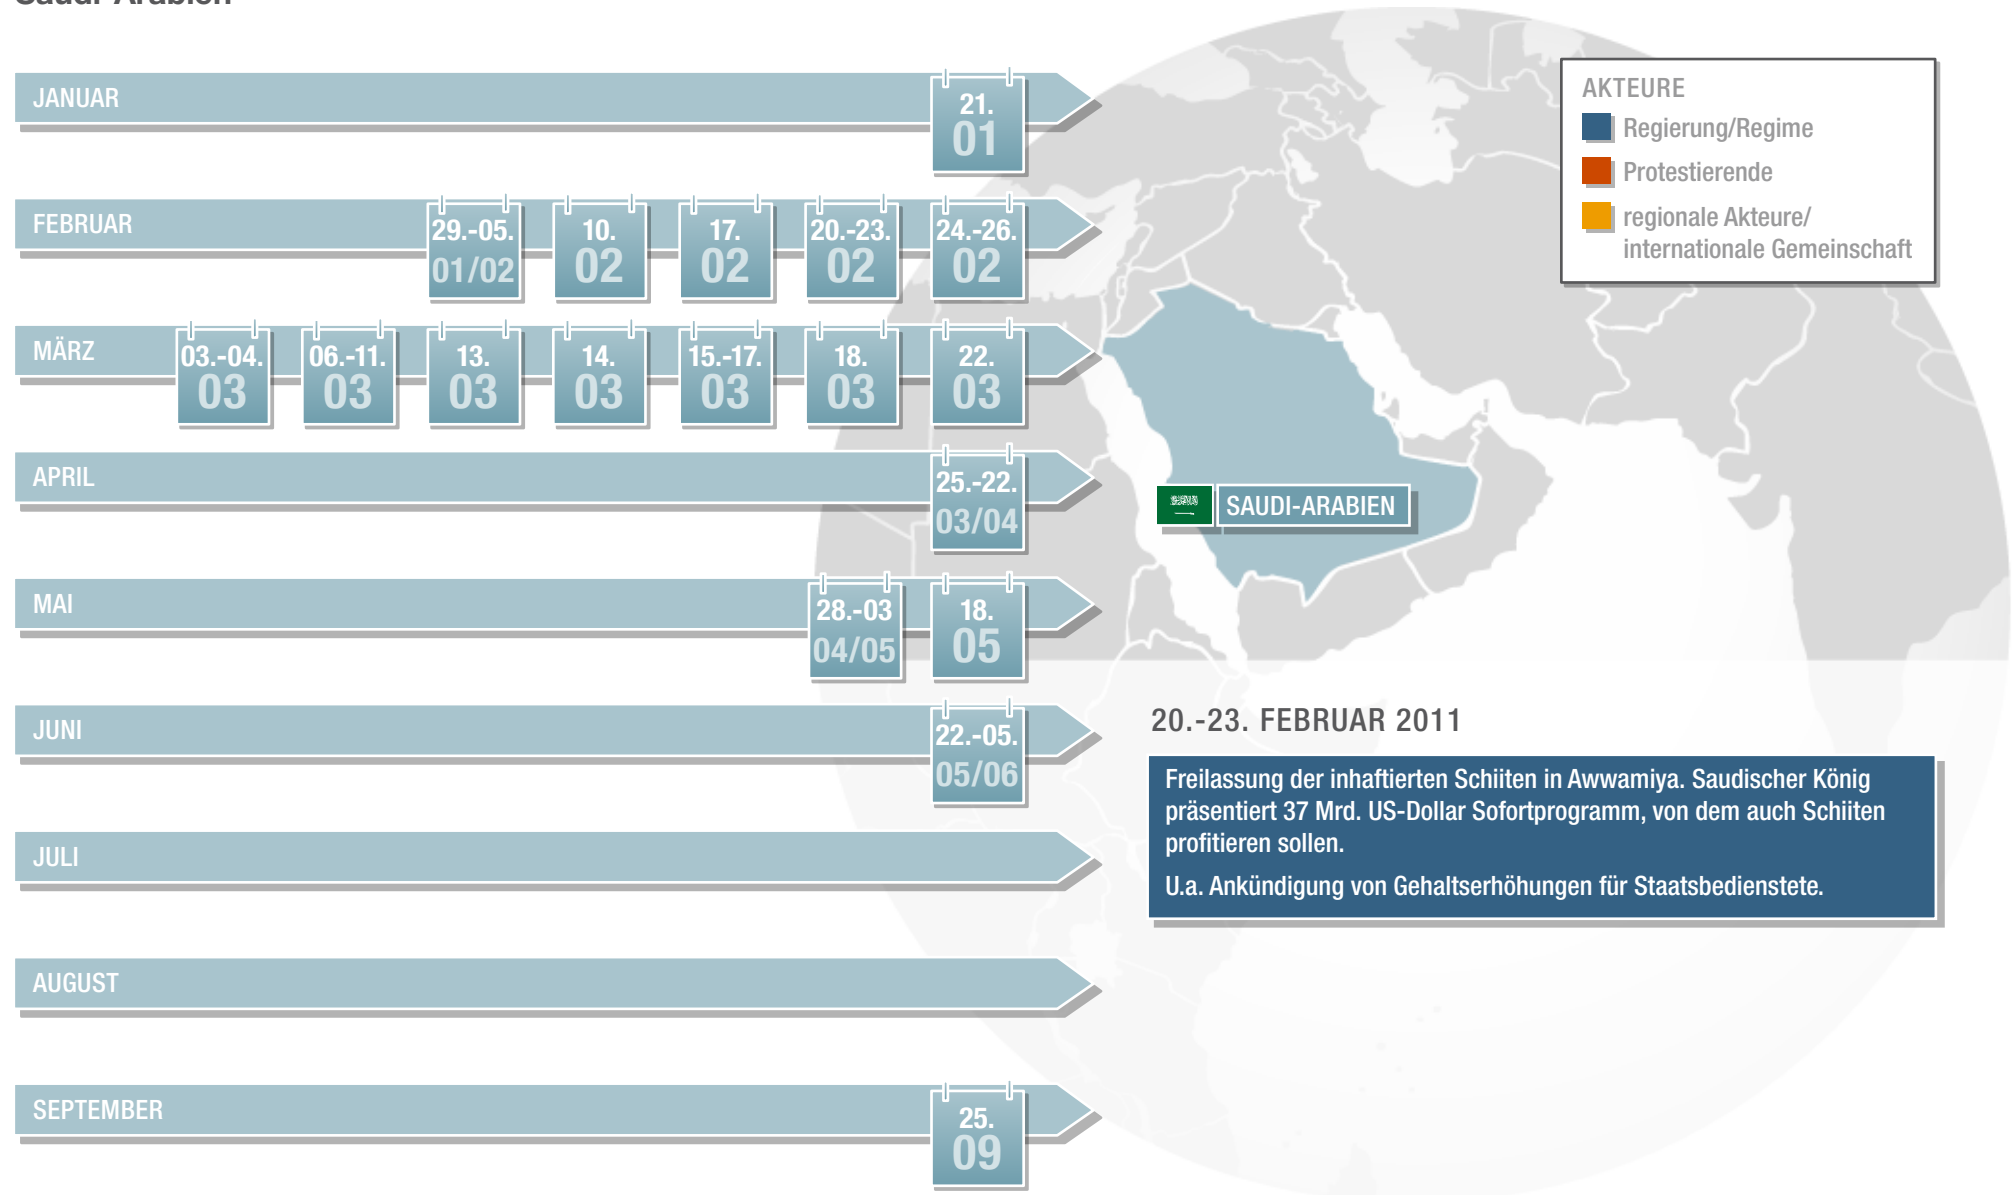 Saudi-Arabien
JANUAR
21.
01
FEBRUAR
29.-05.
01/02
10.
02
17.
02
20.-23.
02
24.-26.
02
MÄRZ
03.-04.
03
06.-11.
03
13.
03
14.
03
15.-17.
03
18.
03
22.
03
APRIL
25.-22.
03/04
MAI
28.-03
04/05
18.
05
JUNI
22.-05.
05/06
JULI
AUGUST
SEPTEMBER
25.
09
AKTEURE
Regierung/Regime
Protestierende
regionale Akteure/
internationale Gemeinschaft
SAUDI-ARABIEN
20.-23. FEBRUAR 2011
Freilassung der inhaftierten Schiiten in Awwamiya. Saudischer König
präsentiert 37 Mrd. US-Dollar Sofortprogramm, von dem auch Schiiten
profitieren sollen.
U.a. Ankündigung von Gehaltserhöhungen für Staatsbedienstete.